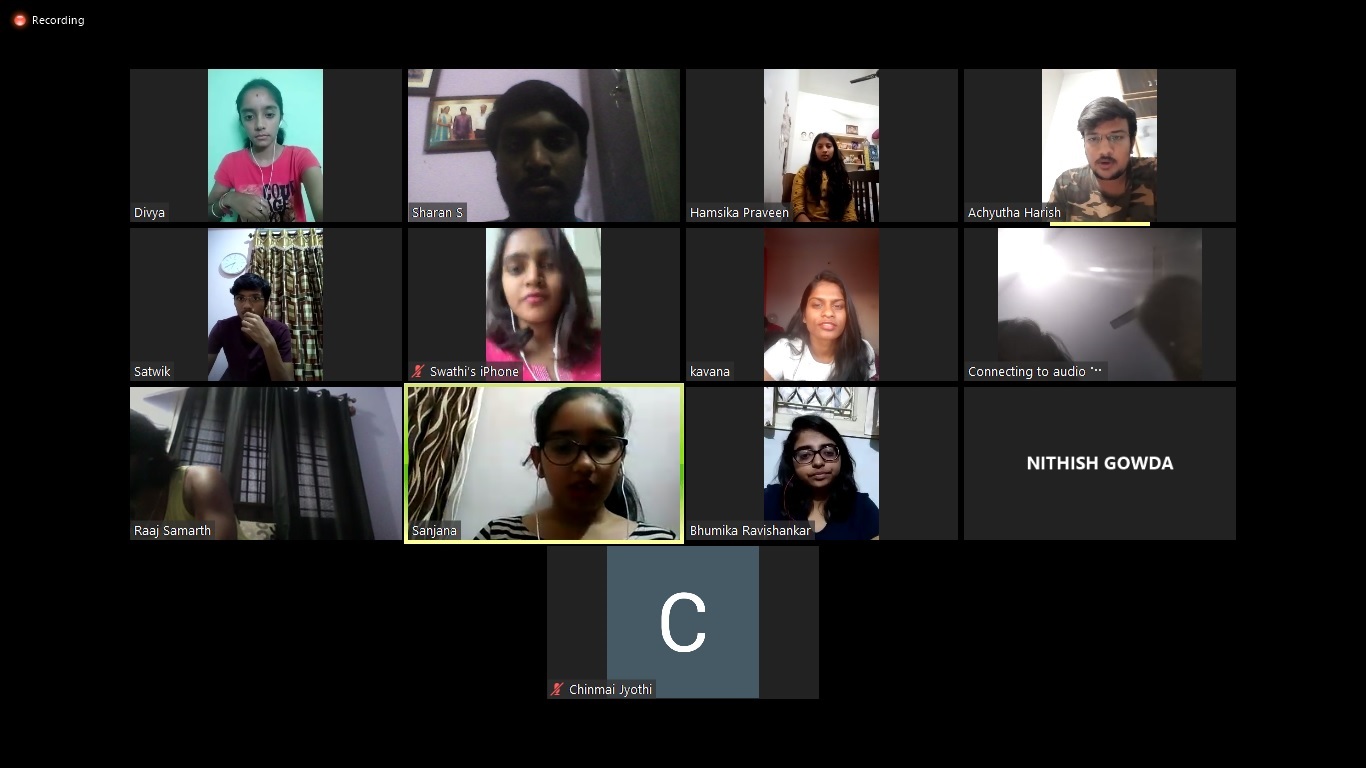 Recording
Divya
Sharan S
Hamsika Praveen
Achyutha Harish
Satwik
Swathi's iPhone
kavana
Connecting to audio ···
Raaj Samarth
Sanjana
Bhumika Ravishankar
NITHISH GOWDA
C
Chinmai Jyothi